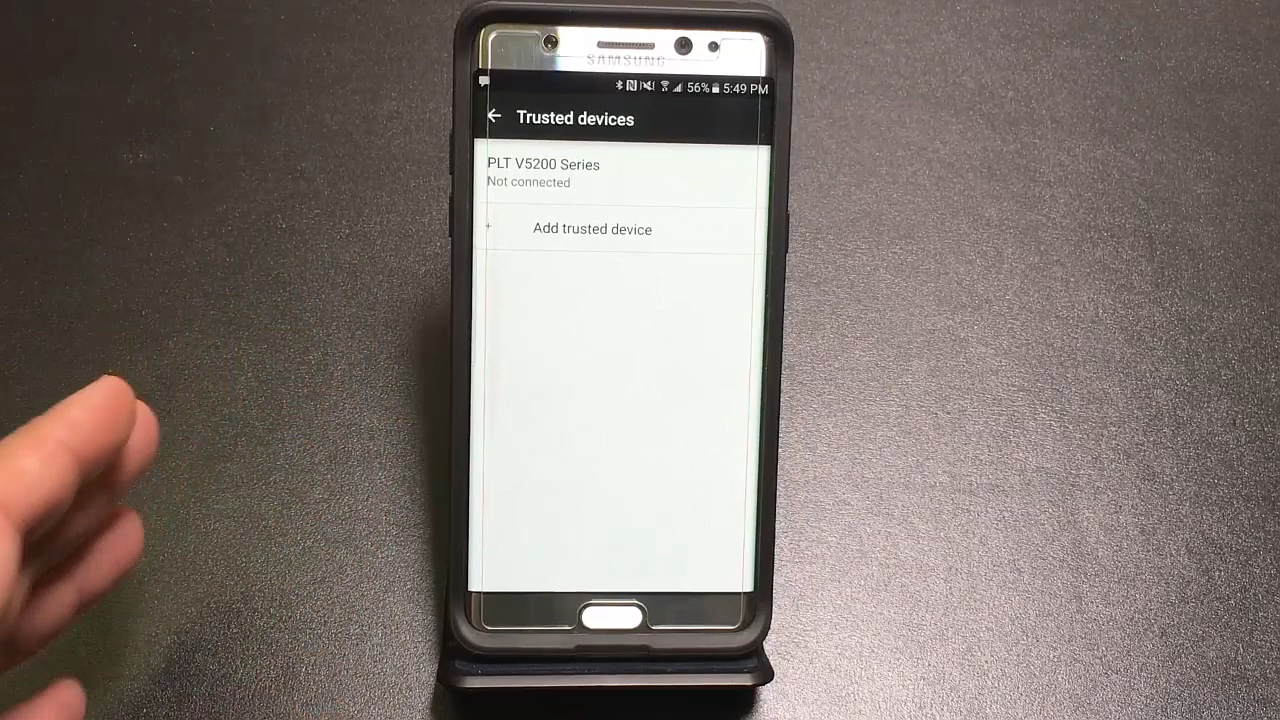 SAMSUNG
56% 5:49 PM
Trusted devices
PLT V5200 Series
Not connected
+ Add trusted device